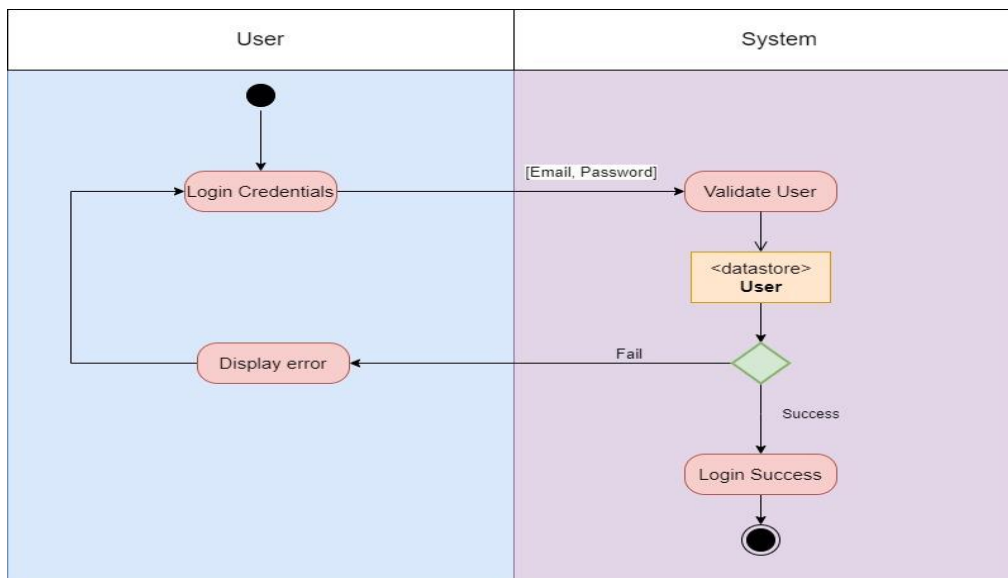 User
System
Login Credentials
[Email, Password]
Validate User
<datastore>
User
Display error
Fail
Success
Login Success